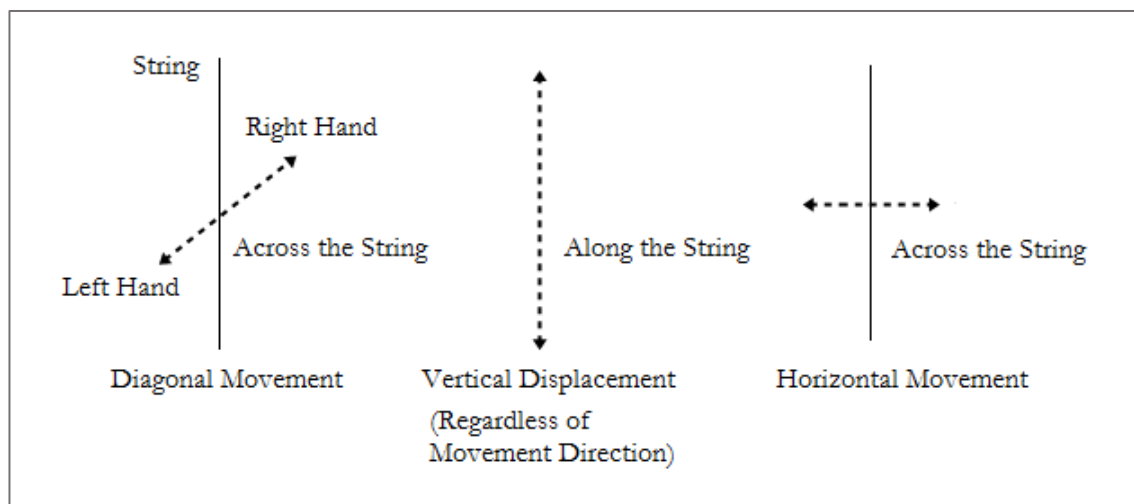 String
Right Hand
Across the String
Left Hand
Along the String
Across the String
Diagonal Movement
Vertical Displacement
(Regardless of
Movement Direction)
Horizontal Movement